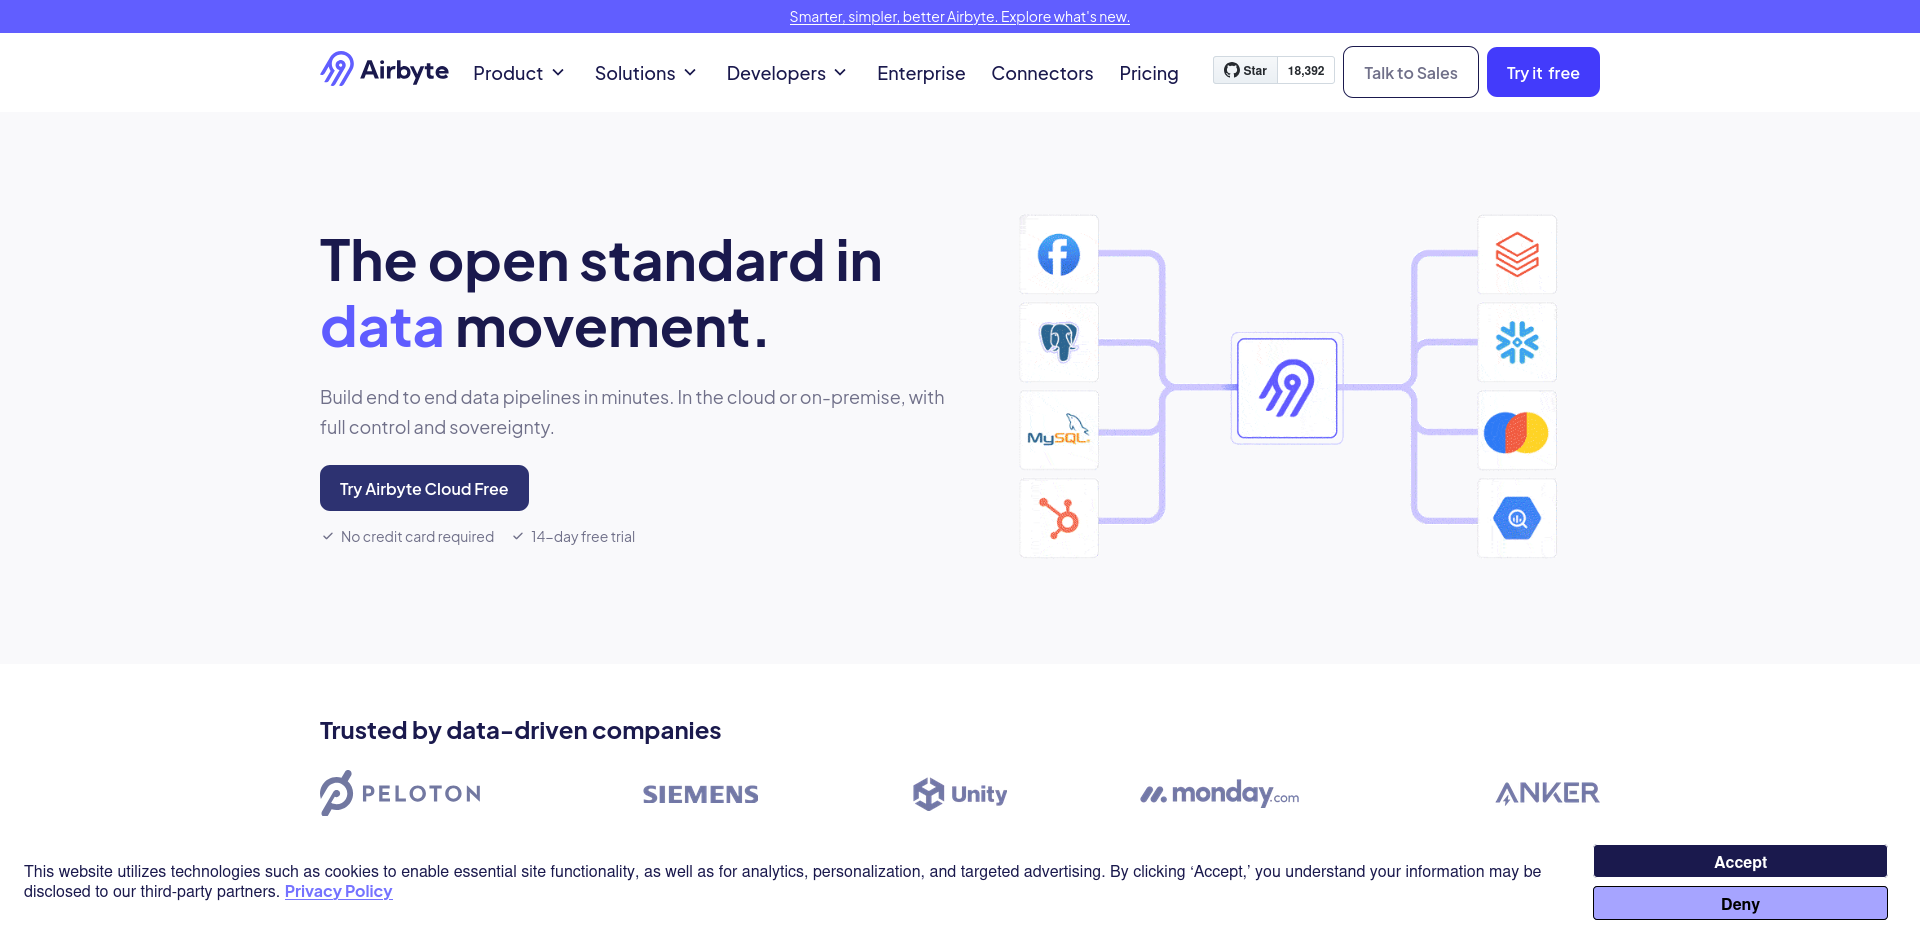 Smarter, simpler, better Airbyte. Explore what's new.
Airbyte Product Solutions Developers Enterprise Connectors Pricing Star 18,392 Talk to Sales Try it free
The open standard in
data movement.
Build end to end data pipelines in minutes. In the cloud or on-premise, with
full control and sovereignty.
Try Airbyte Cloud Free
No credit card required 14-day free trial
MySQL
Trusted by data-driven companies
PELOTON SIEMENS Unity monday.com ANKER
This website utilizes technologies such as cookies to enable essential site functionality, as well as for analytics, personalization, and targeted advertising. By clicking ‘Accept,’ you understand your information may be
disclosed to our third-party partners. Privacy Policy
Accept
Deny